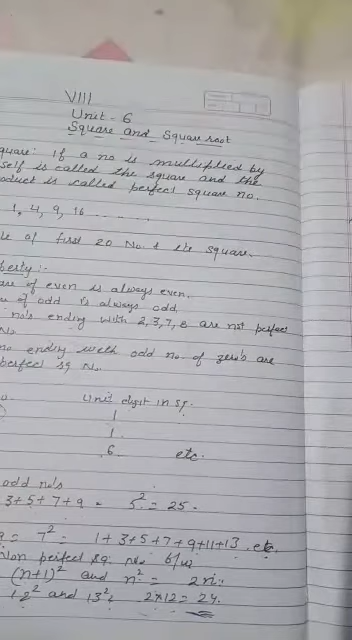 VIII
Unit - 6
Square and Square root
quare: if a no is multiplied by
self is called the square and the
oduct is called perfect square no.
1, 4, 9, 16 ......
le of first 20 No. & its square.
perty:-
are of even is always even.
e of odd is always odd.
no's ending with 2, 3, 7, 8 are not perfect
No
no ending with odd no. of zero's are
perfect sq No.
o. Unit digit in sq.
1
1
6 etc.
odd no's
3+5+7+9 = 5² = 25.
9 = 7² = 1+3+5+7+9+11+13. etc.
non perfect sq. no. b/w
(n+1)² and n² = 2n.
12² and 13² 2×12 = 24.